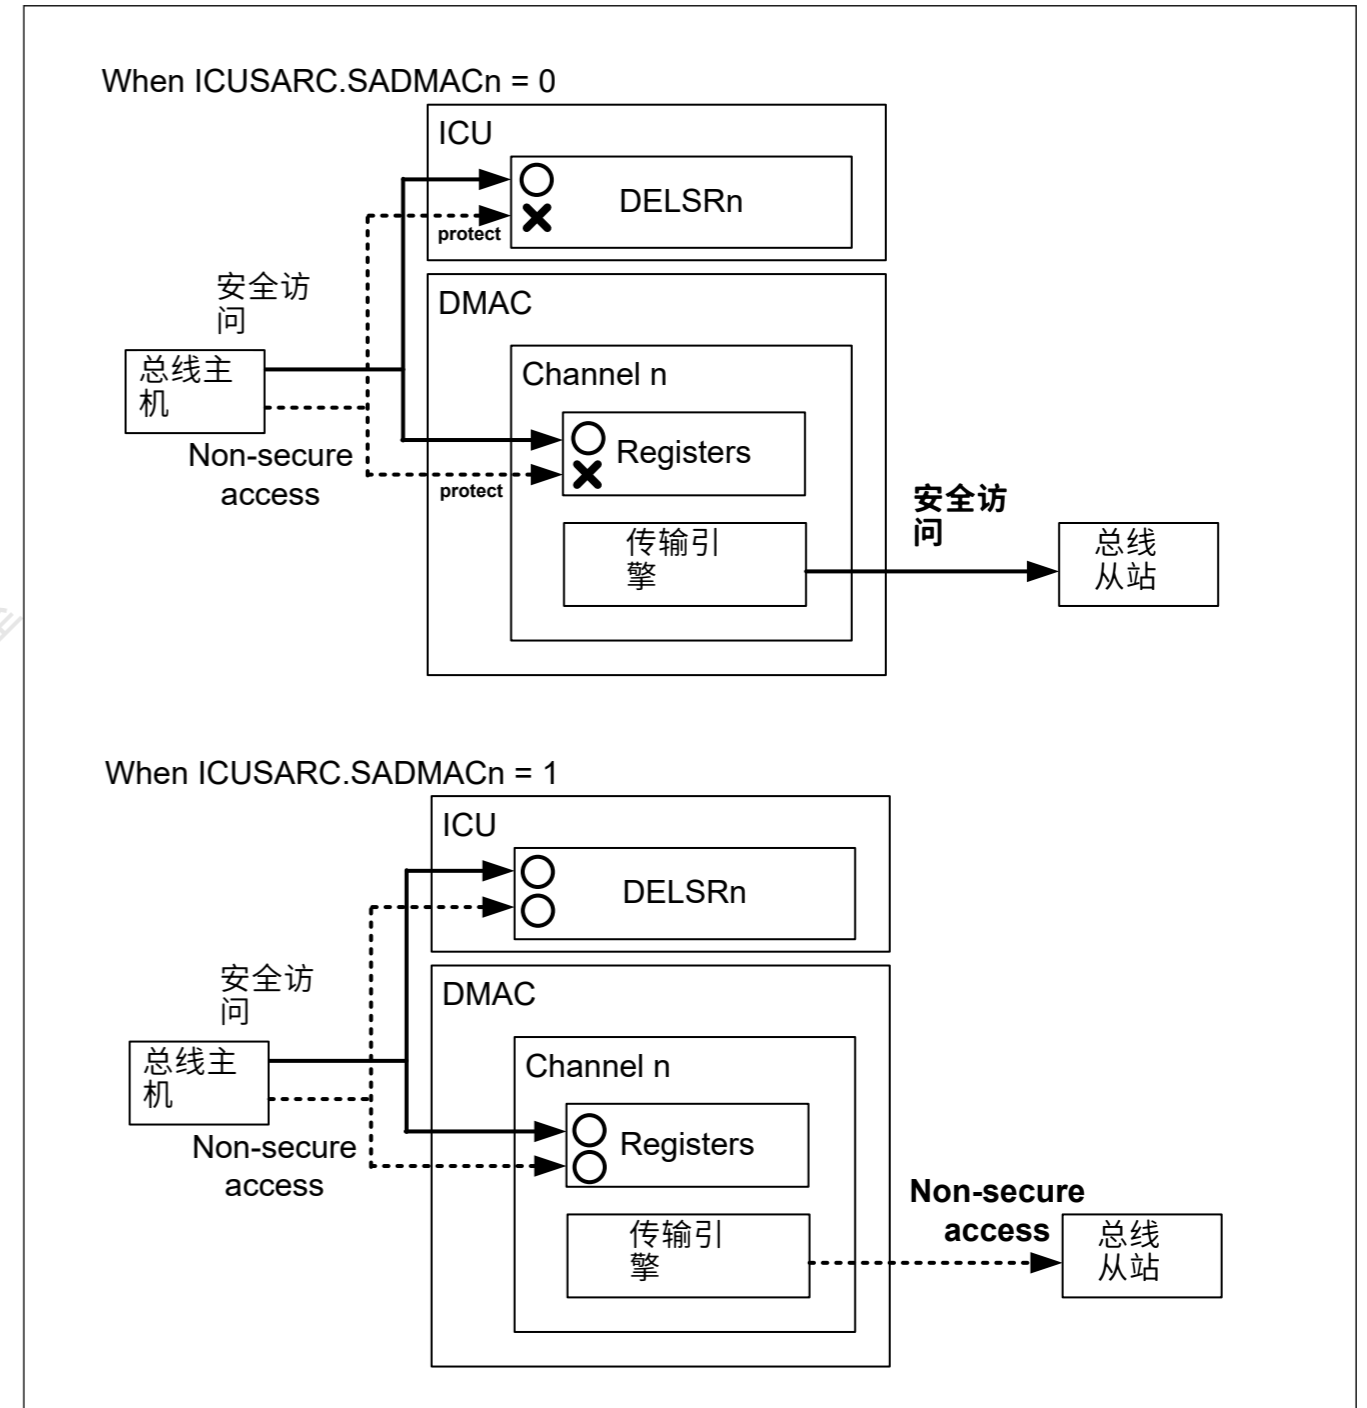 When ICUSARC.SADMACn = 0
ICU
DELSRn
protect
安全访
问
DMAC
总线主
机
Channel n
Non-secure
access
Registers
protect
安全访
问
传输引
擎
总线
从站
When ICUSARC.SADMACn = 1
ICU
DELSRn
安全访
问
DMAC
总线主
机
Channel n
Non-secure
access
Registers
Non-secure
access
传输引
擎
总线
从站